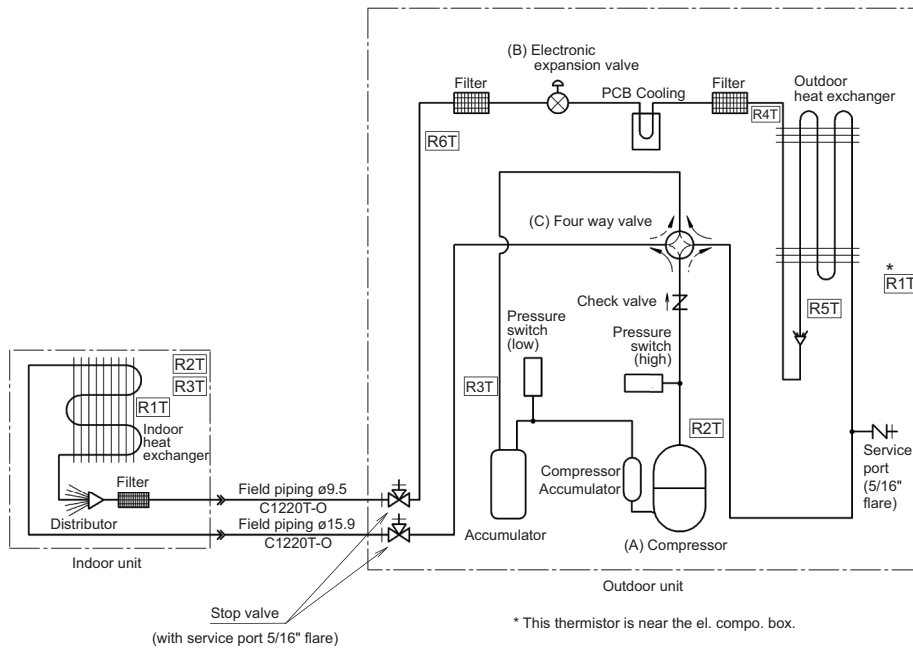 (B) Electronic
expansion valve
Filter
PCB Cooling
Filter
Outdoor
heat exchanger
R4T
R6T
(C) Four way valve
*
R1T
Check valve
R5T
Pressure
switch
(low)
Pressure
switch
(high)
R2T
R3T
R1T
Indoor
heat
exchanger
R3T
R2T
Service
port
(5/16"
flare)
Filter
Distributor
Field piping ø9.5
C1220T-O
Field piping ø15.9
C1220T-O
Compressor
Accumulator
Accumulator
(A) Compressor
Indoor unit
Outdoor unit
Stop valve
(with service port 5/16" flare)
* This thermistor is near the el. compo. box.